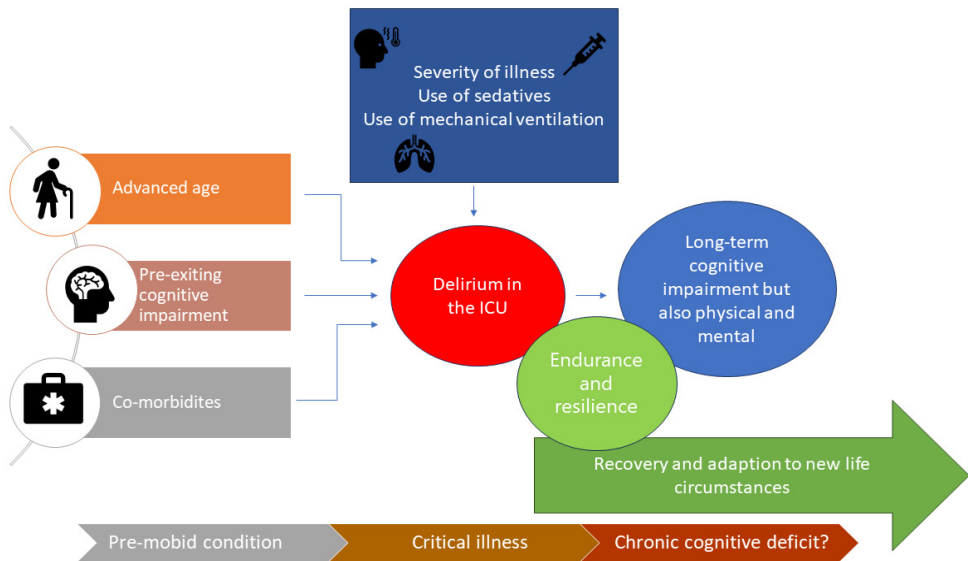 Severity of illness
Use of sedatives
Use of mechanical ventilation
Advanced age
Pre-exiting
cognitive
impairment
Co-morbidites
Delirium in
the ICU
Long-term
cognitive
impairment but
also physical and
mental
Endurance
and
resilience
Recovery and adaption to new life
circumstances
Pre-mobid condition
Critical illness
Chronic cognitive deficit?